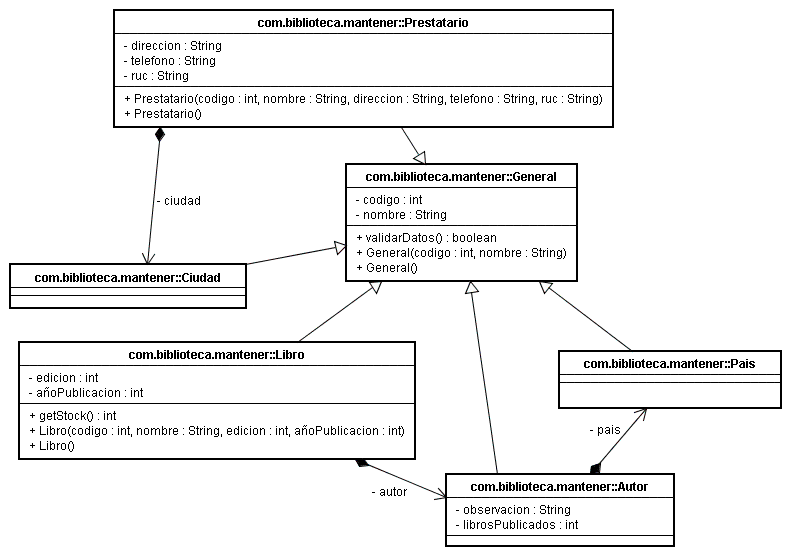 com.biblioteca.mantener::Prestatario
- direccion : String
- telefono : String
- ruc : String
+ Prestatario(codigo : int, nombre : String, direccion : String, telefono : String, ruc : String)
+ Prestatario()
com.biblioteca.mantener::General
- codigo : int
- nombre : String
+ validarDatos() : boolean
+ General(codigo : int, nombre : String)
+ General()
- ciudad
com.biblioteca.mantener::Ciudad
com.biblioteca.mantener::Libro
- edicion : int
- añoPublicacion : int
+ getStock() : int
+ Libro(codigo : int, nombre : String, edicion : int, añoPublicacion : int)
+ Libro()
com.biblioteca.mantener::Pais
- pais
- autor
com.biblioteca.mantener::Autor
- observacion : String
- librosPublicados : int